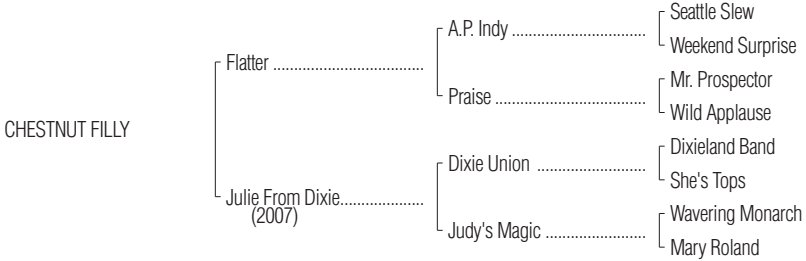 Seattle Slew
A.P. Indy
Weekend Surprise
Flatter
Mr. Prospector
Praise
Wild Applause
CHESTNUT FILLY
Dixieland Band
Dixie Union
She's Tops
Julie From Dixie
(2007)
Wavering Monarch
Judy's Magic
Mary Roland